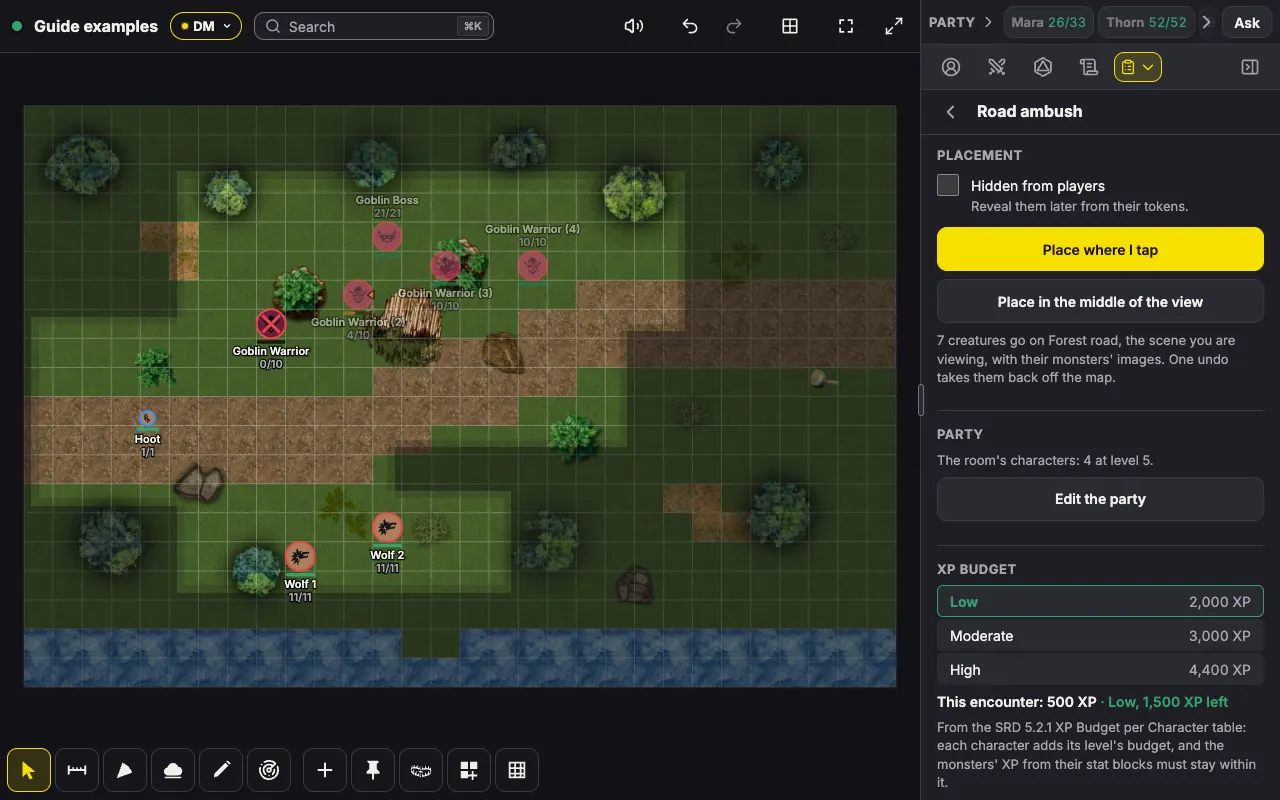 Guide examples
DM
Search
⌘K
PARTY
Mara 26/33
Thorn 52/52
Ask
Road ambush
PLACEMENT
Hidden from players
Reveal them later from their tokens.
Place where I tap
Place in the middle of the view
7 creatures go on Forest road, the scene you are
viewing, with their monsters' images. One undo
takes them back off the map.
PARTY
The room's characters: 4 at level 5.
Edit the party
XP BUDGET
Low 2,000 XP
Moderate 3,000 XP
High 4,400 XP
This encounter: 500 XP · Low, 1,500 XP left
From the SRD 5.2.1 XP Budget per Character table:
each character adds its level's budget, and the
monsters' XP from their stat blocks must stay within
it.
Goblin Boss
21/21
Goblin Warrior (4)
10/10
Goblin Warrior (3)
10/10
Goblin Warrior (2)
4/10
Goblin Warrior
0/10
Hoot
1/1
Wolf 2
11/11
Wolf 1
11/11